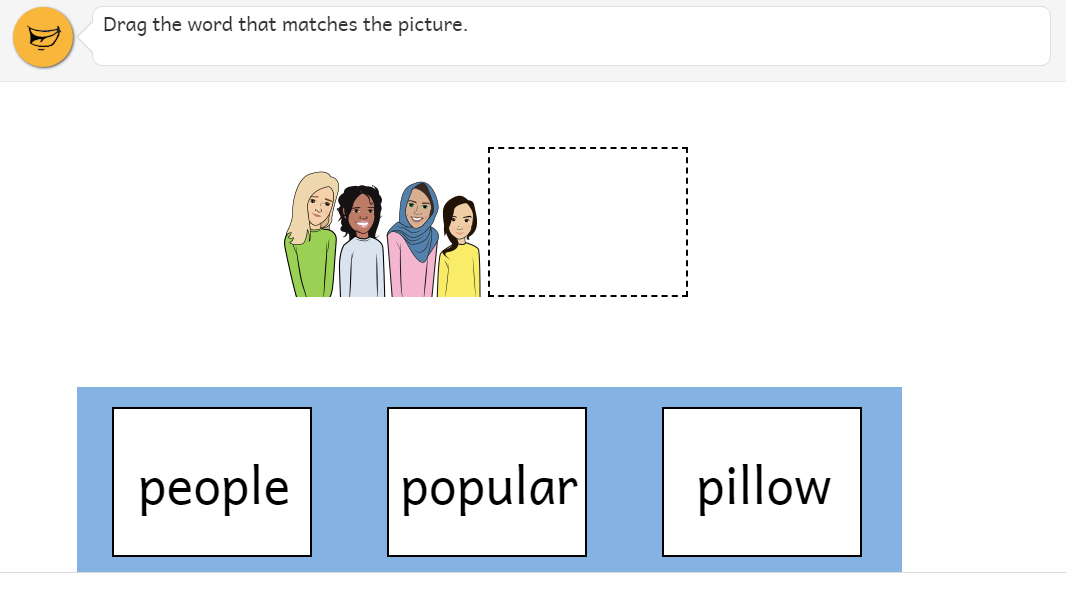 Drag the word that matches the picture.
people
popular
pillow